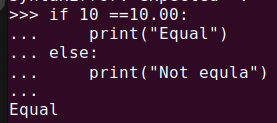 >>> if 10 ==10.00:
...     print("Equal")
... else:
...     print("Not equla")
...
Equal